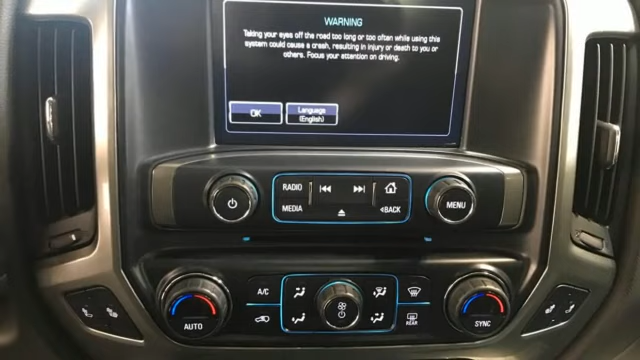 WARNING
Taking your eyes off the road too long or too often while using this
system could cause a crash, resulting in injury or death to you or
others. Focus your attention on driving.
OK
Language
(English)
RADIO
MEDIA
<BACK
MENU
A/C
AUTO
REAR
SYNC